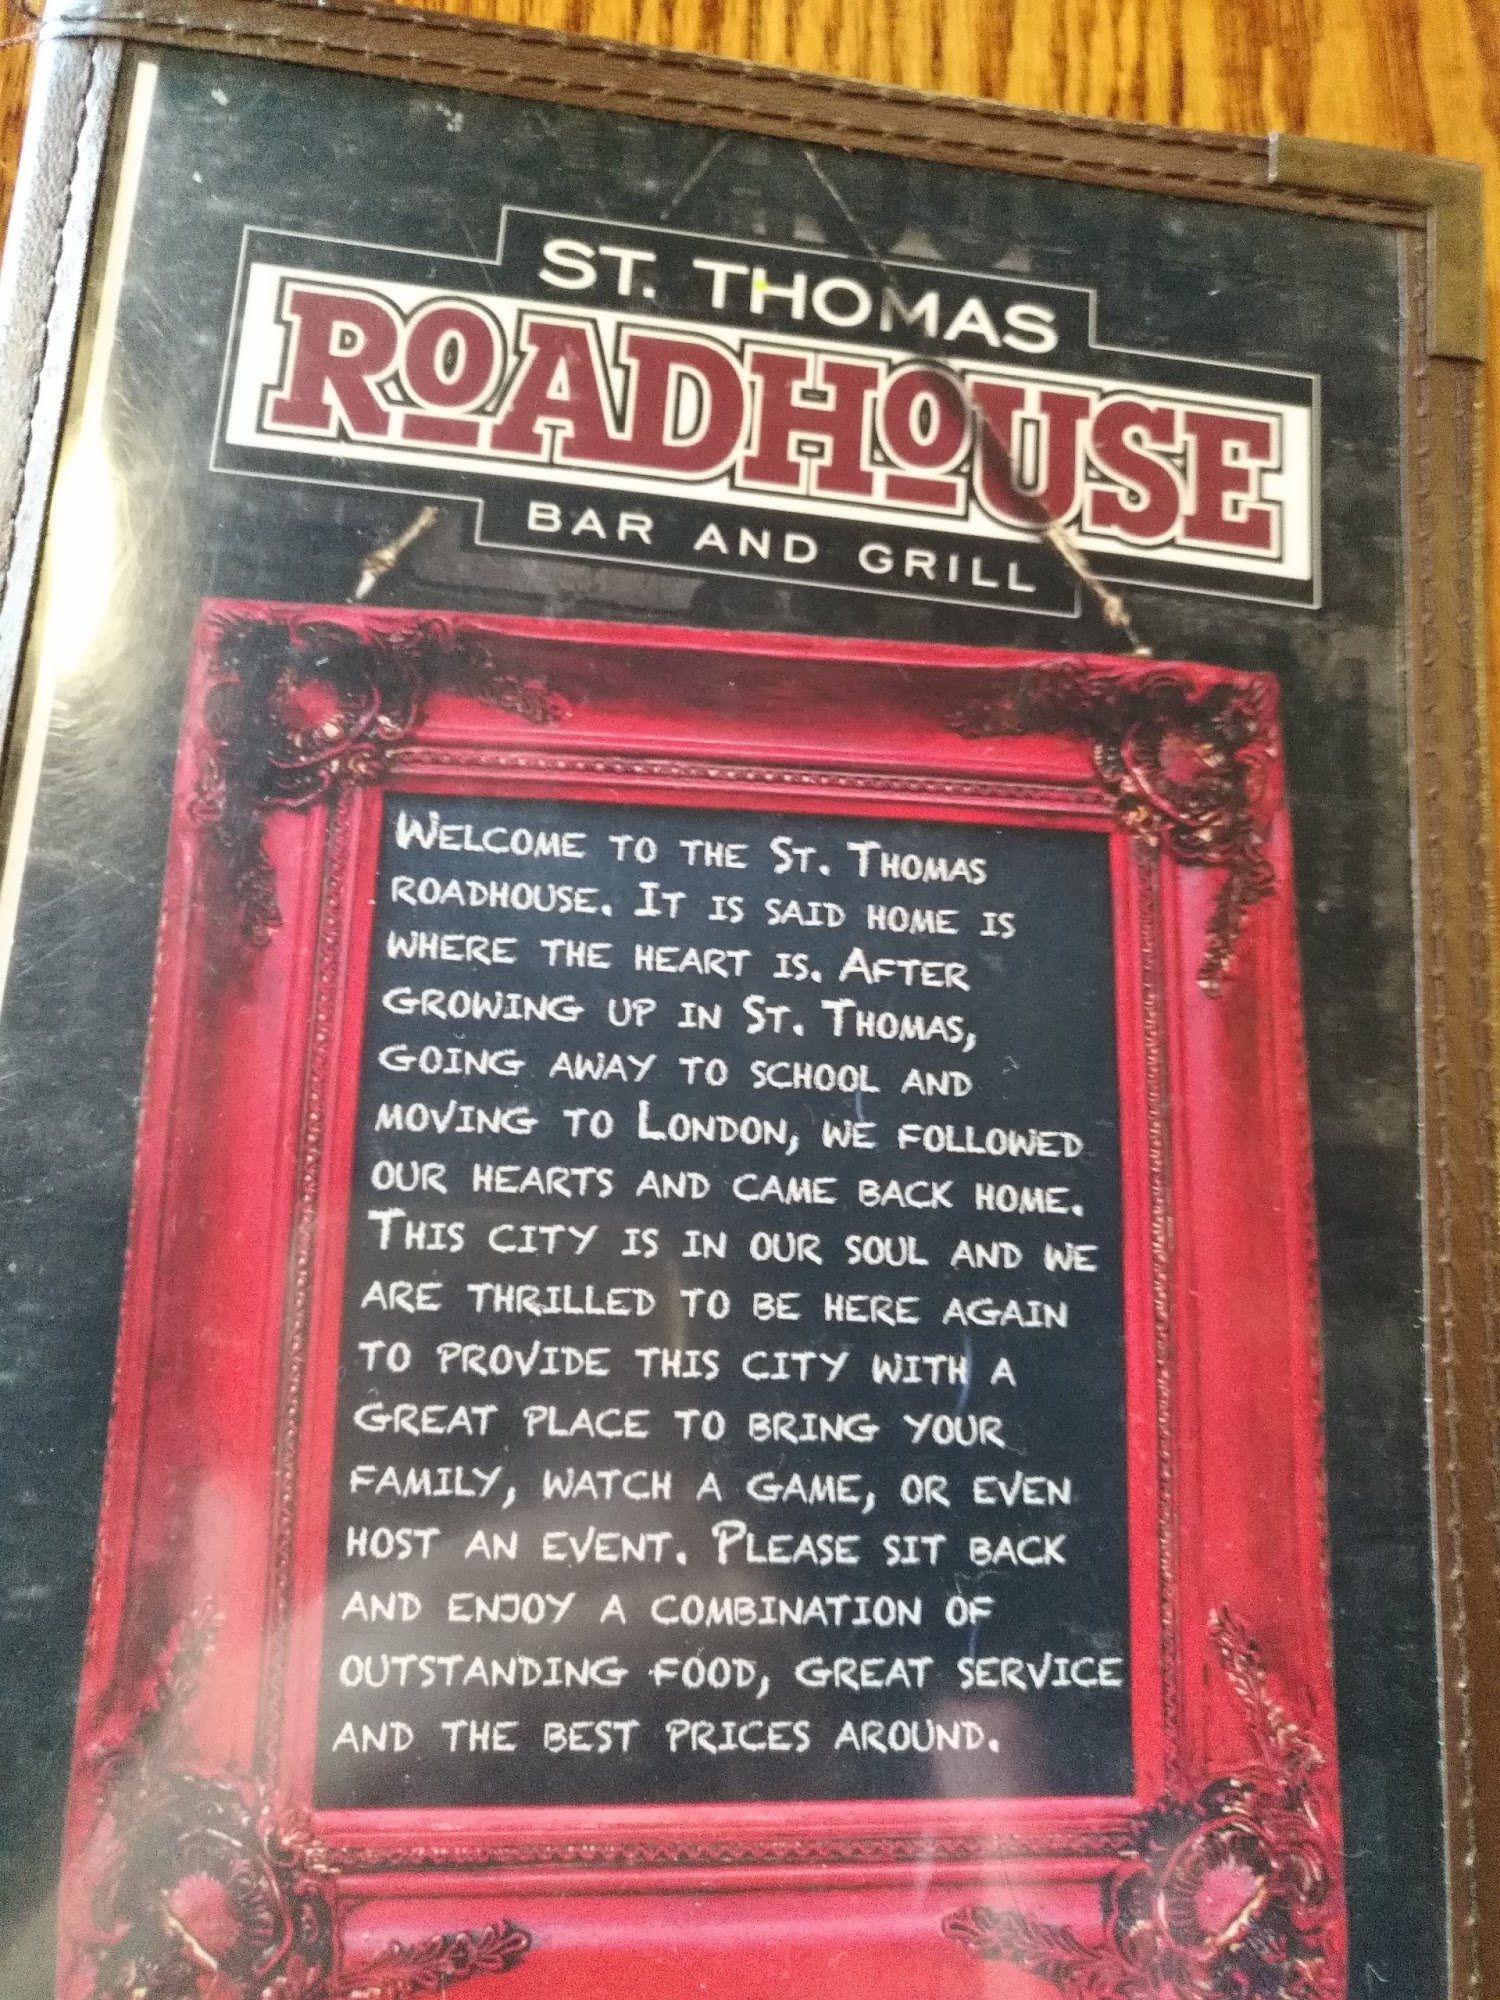 ST. THOMAS
ROADHOUSE
BAR AND GRILL
WELCOME TO THE ST. THOMAS
ROADHOUSE. IT IS SAID HOME IS
WHERE THE HEART IS. AFTER
GROWING UP IN ST. THOMAS,
GOING AWAY TO SCHOOL AND
MOVING TO LONDON, WE FOLLOWED
OUR HEARTS AND CAME BACK HOME.
THIS CITY IS IN OUR SOUL AND WE
ARE THRILLED TO BE HERE AGAIN
TO PROVIDE THIS CITY WITH A
GREAT PLACE TO BRING YOUR
FAMILY, WATCH A GAME, OR EVEN
HOST AN EVENT. PLEASE SIT BACK
AND ENJOY A COMBINATION OF
OUTSTANDING FOOD, GREAT SERVICE
AND THE BEST PRICES AROUND.